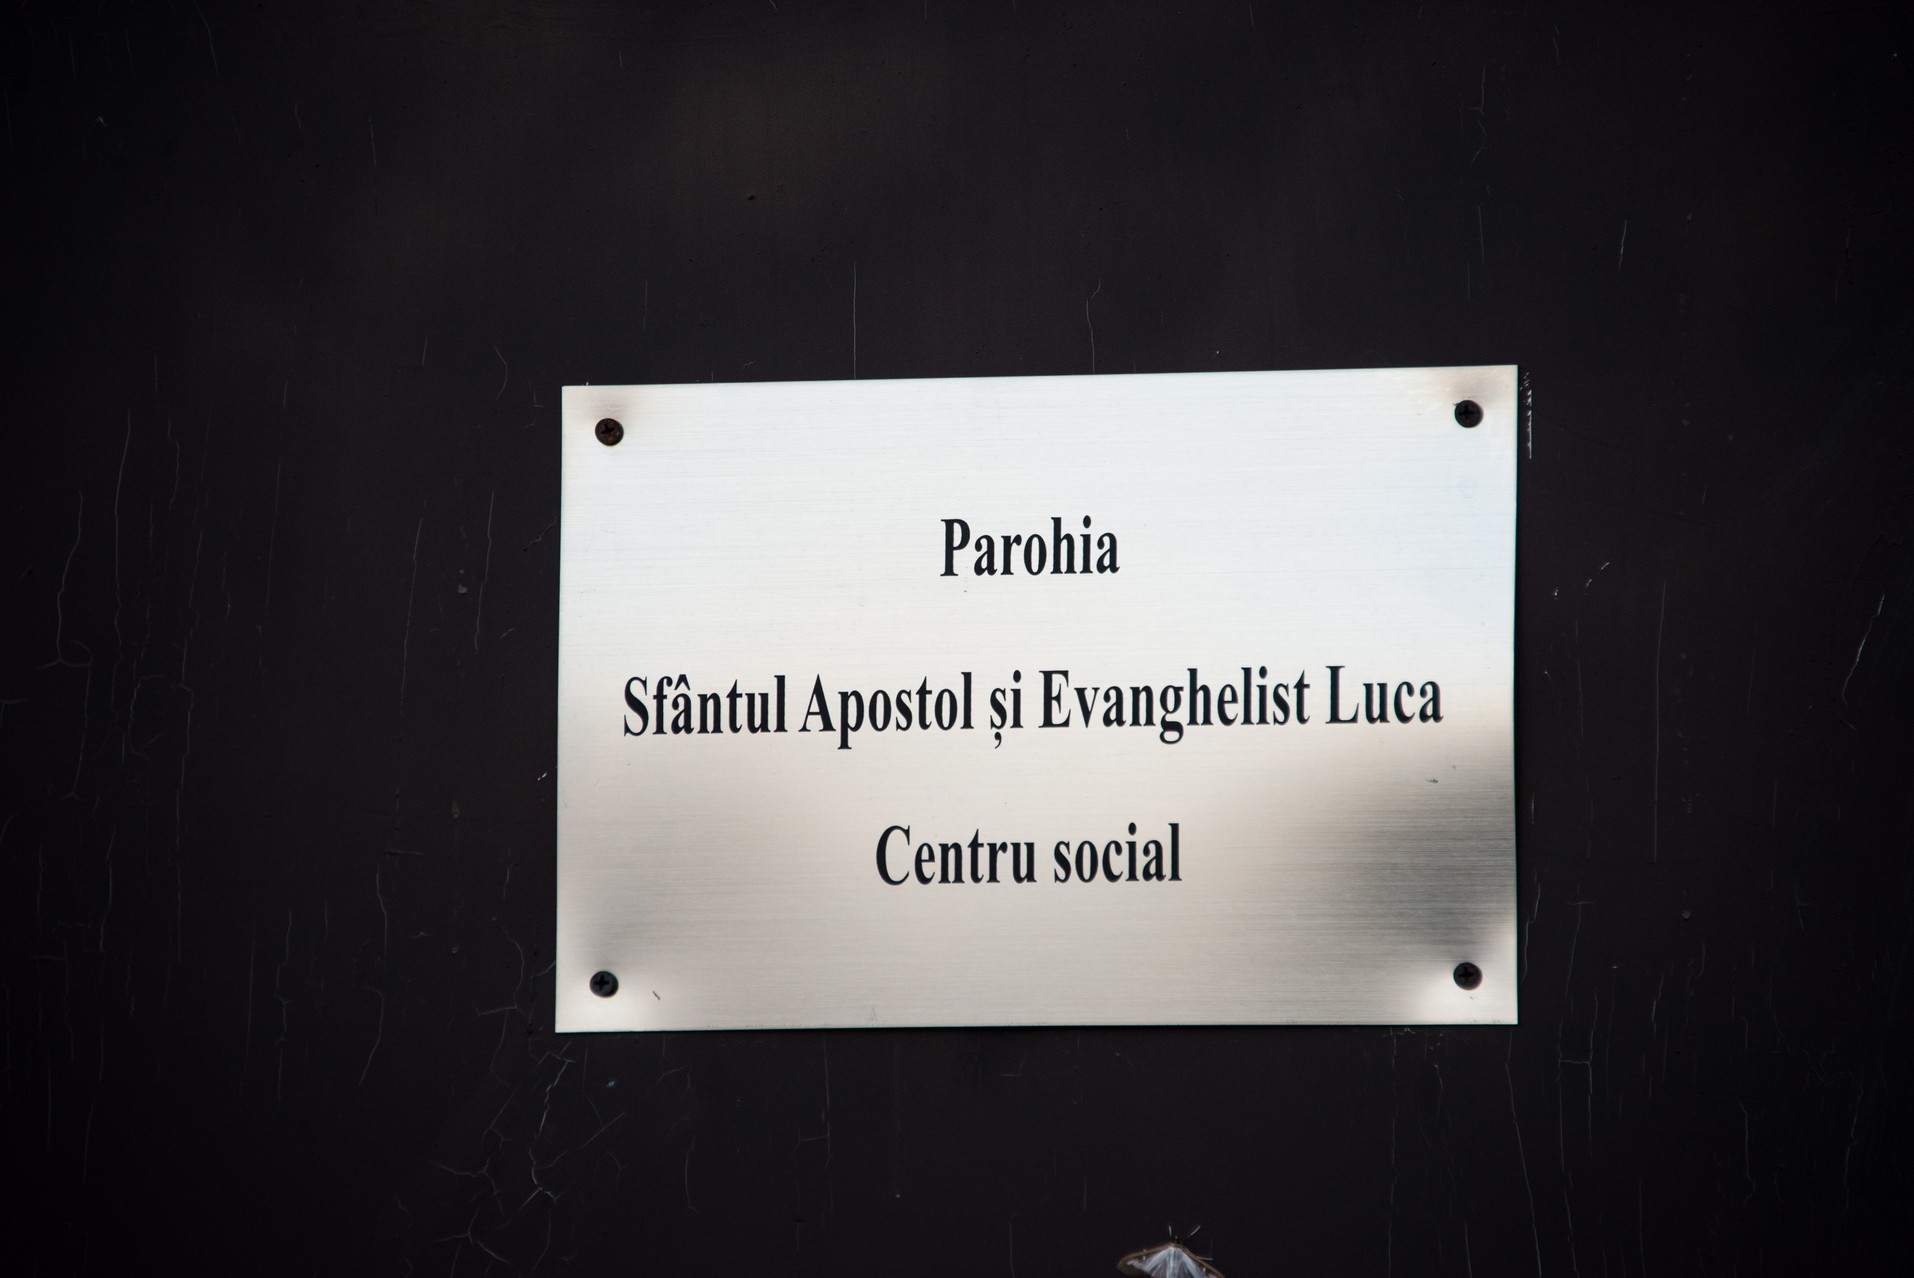 Parohia
Sfântul Apostol și Evanghelist Luca
Centru social